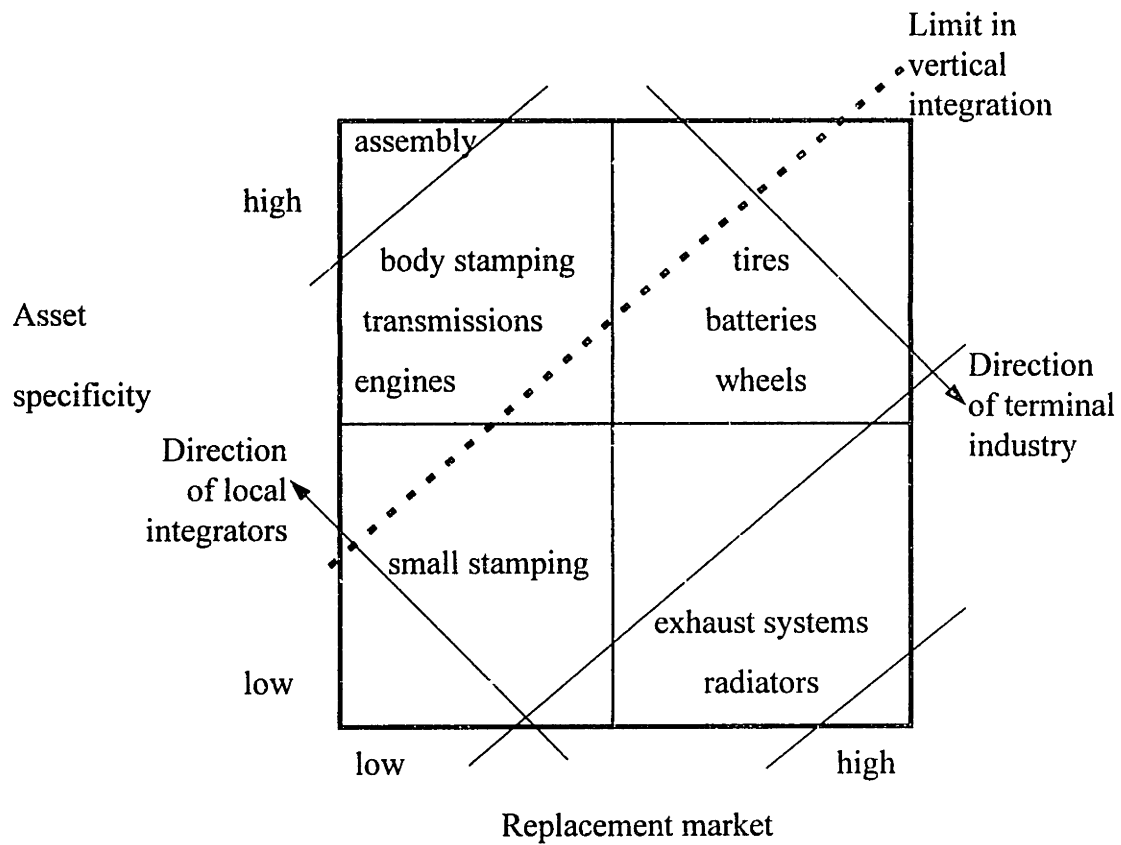 Limit in
vertical
integration
assembly
high
body stamping
tires
Asset
transmissions
batteries
specificity
engines
wheels
Direction
of terminal
industry
Direction
of local
integrators
small stamping
exhaust systems
low
radiators
low
high
Replacement market